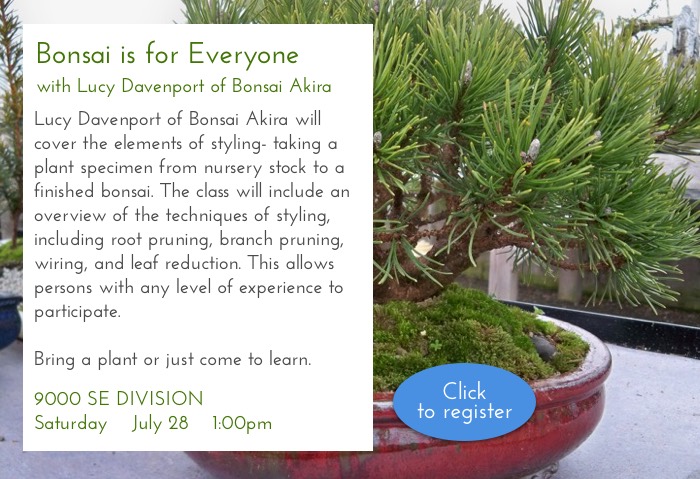 Bonsai is for Everyone
with Lucy Davenport of Bonsai Akira
Lucy Davenport of Bonsai Akira will
cover the elements of styling- taking a
plant specimen from nursery stock to a
finished bonsai. The class will include an
overview of the techniques of styling,
including root pruning, branch pruning,
wiring, and leaf reduction. This allows
persons with any level of experience to
participate.
Bring a plant or just come to learn.
9000 SE DIVISION
Saturday July 28 1:00pm
Click
to register